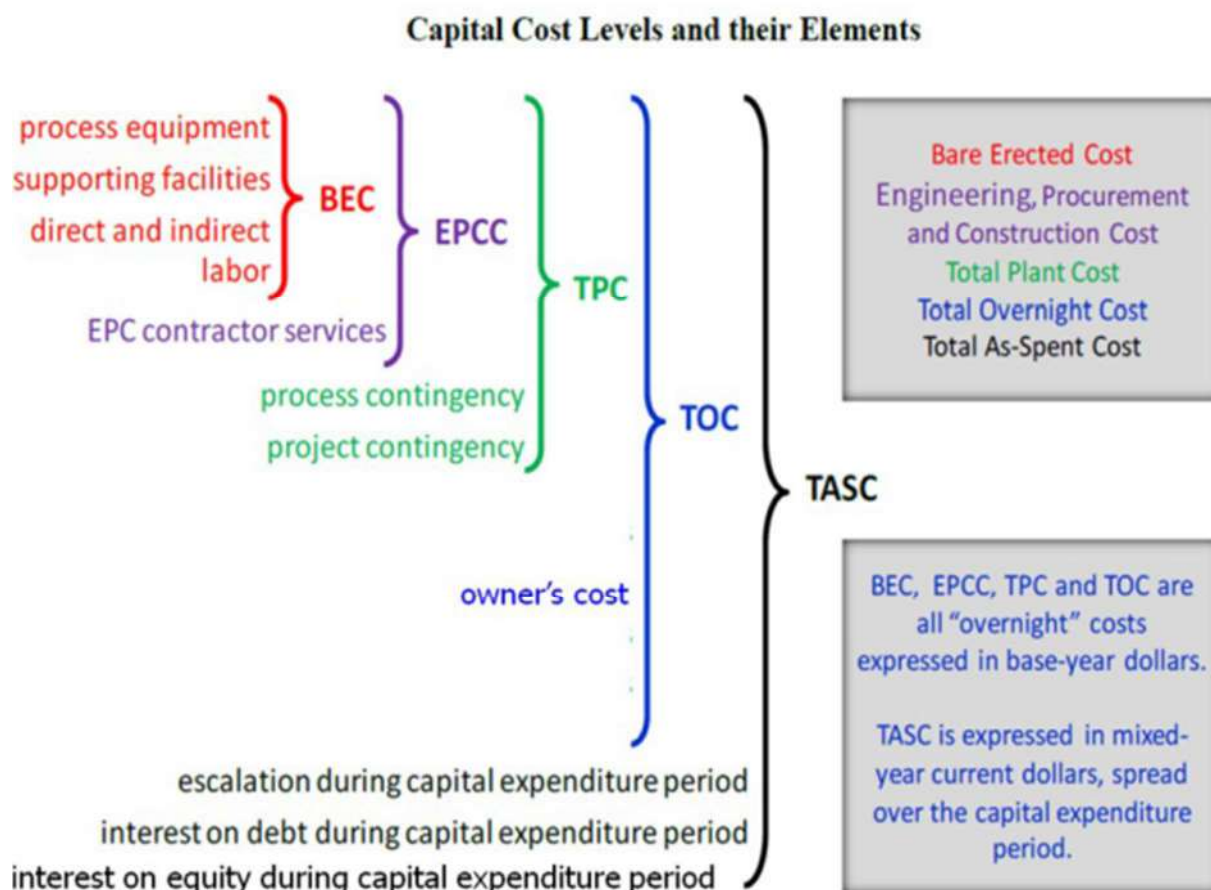 Capital Cost Levels and their Elements
process equipment
supporting facilities
direct and indirect
labor
BEC
EPC contractor services
EPCC
process contingency
project contingency
TPC
owner's cost
TOC
escalation during capital expenditure period
interest on debt during capital expenditure period
interest on equity during capital expenditure period
TASC
Bare Erected Cost
Engineering, Procurement
and Construction Cost
Total Plant Cost
Total Overnight Cost
Total As-Spent Cost
BEC, EPCC, TPC and TOC are
all “overnight” costs
expressed in base-year dollars.
TASC is expressed in mixed-
year current dollars, spread
over the capital expenditure
period.